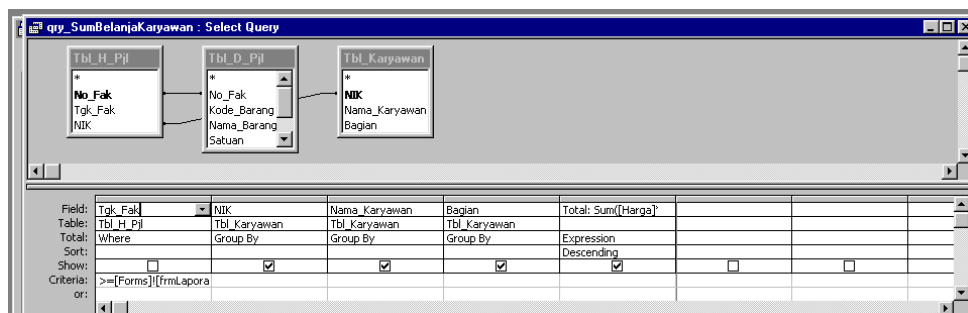 qry_SumBelanjaKaryawan : Select Query
Tbl_H_Pjl
*
No_Fak
Tgk_Fak
NIK
Tbl_D_Pjl
*
No_Fak
Kode_Barang
Nama_Barang
Satuan
Tbl_Karyawan
*
NIK
Nama_Karyawan
Bagian
Field: Tgk_Fak NIK Nama_Karyawan Bagian Total: Sum([Harga]*
Table: Tbl_H_Pjl Tbl_Karyawan Tbl_Karyawan Tbl_Karyawan
Total: Where Group By Group By Group By Expression
Sort: Descending
Show:
Criteria: >=[Forms]![frmLapora
or: